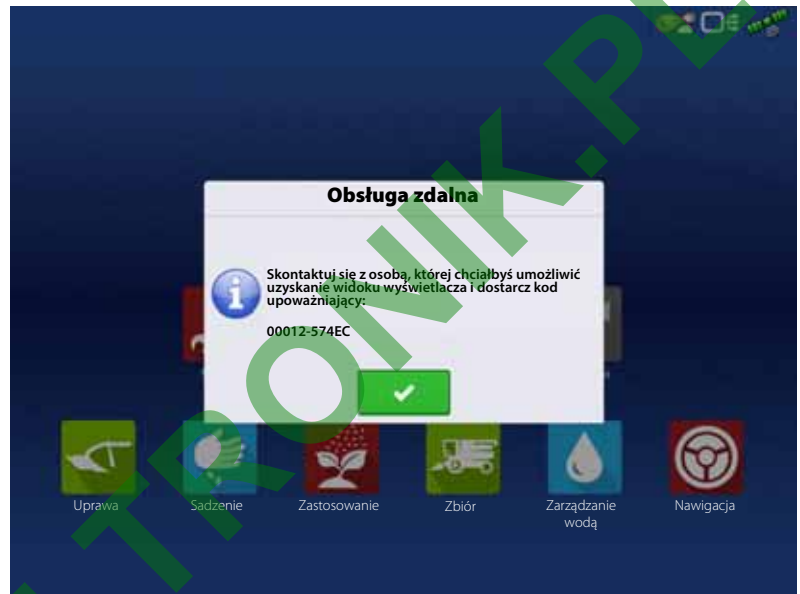 Obsługa zdalna
Skontaktuj się z osobą, której chciałbyś umożliwić
uzyskanie widoku wyświetlacza i dostarcz kod
upoważniający:
00012-574EC
Uprawa
Sadzenie
Zastosowanie
Zbiór
Zarządzanie
wodą
Nawigacja
TRONIK.PL